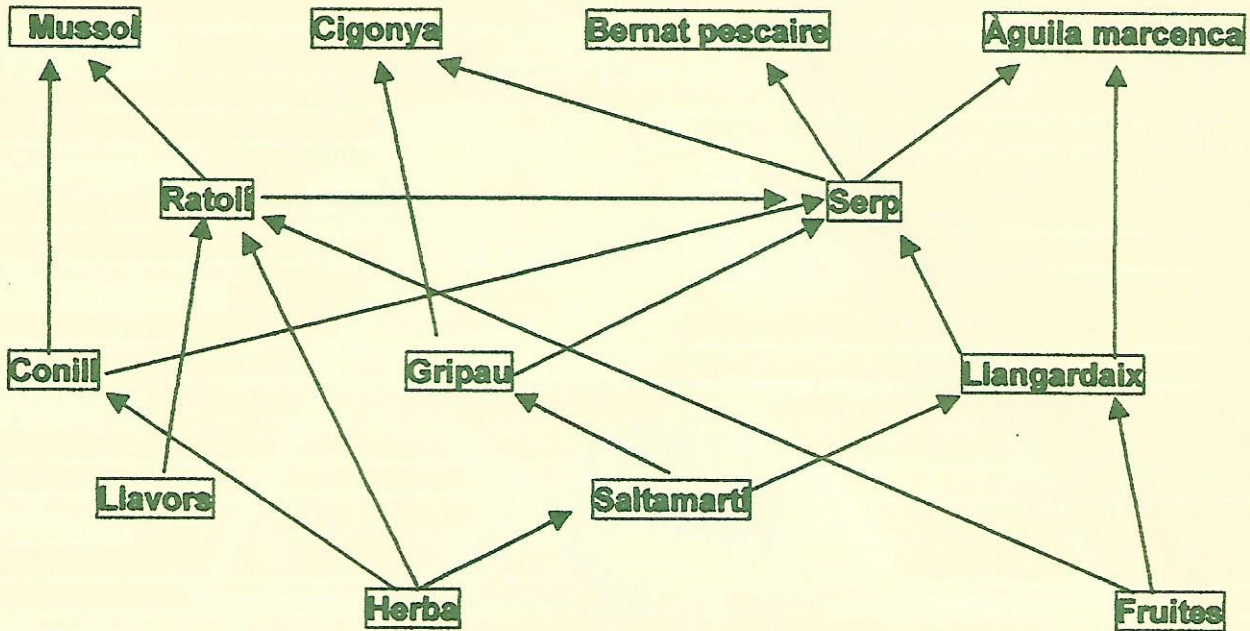 Mussol
Cigonya
Bernat pescaire
Àguila marcenca
Ratolí
Serp
Conill
Gripau
Llangardaix
Llavors
Saltamartí
Herba
Fruites